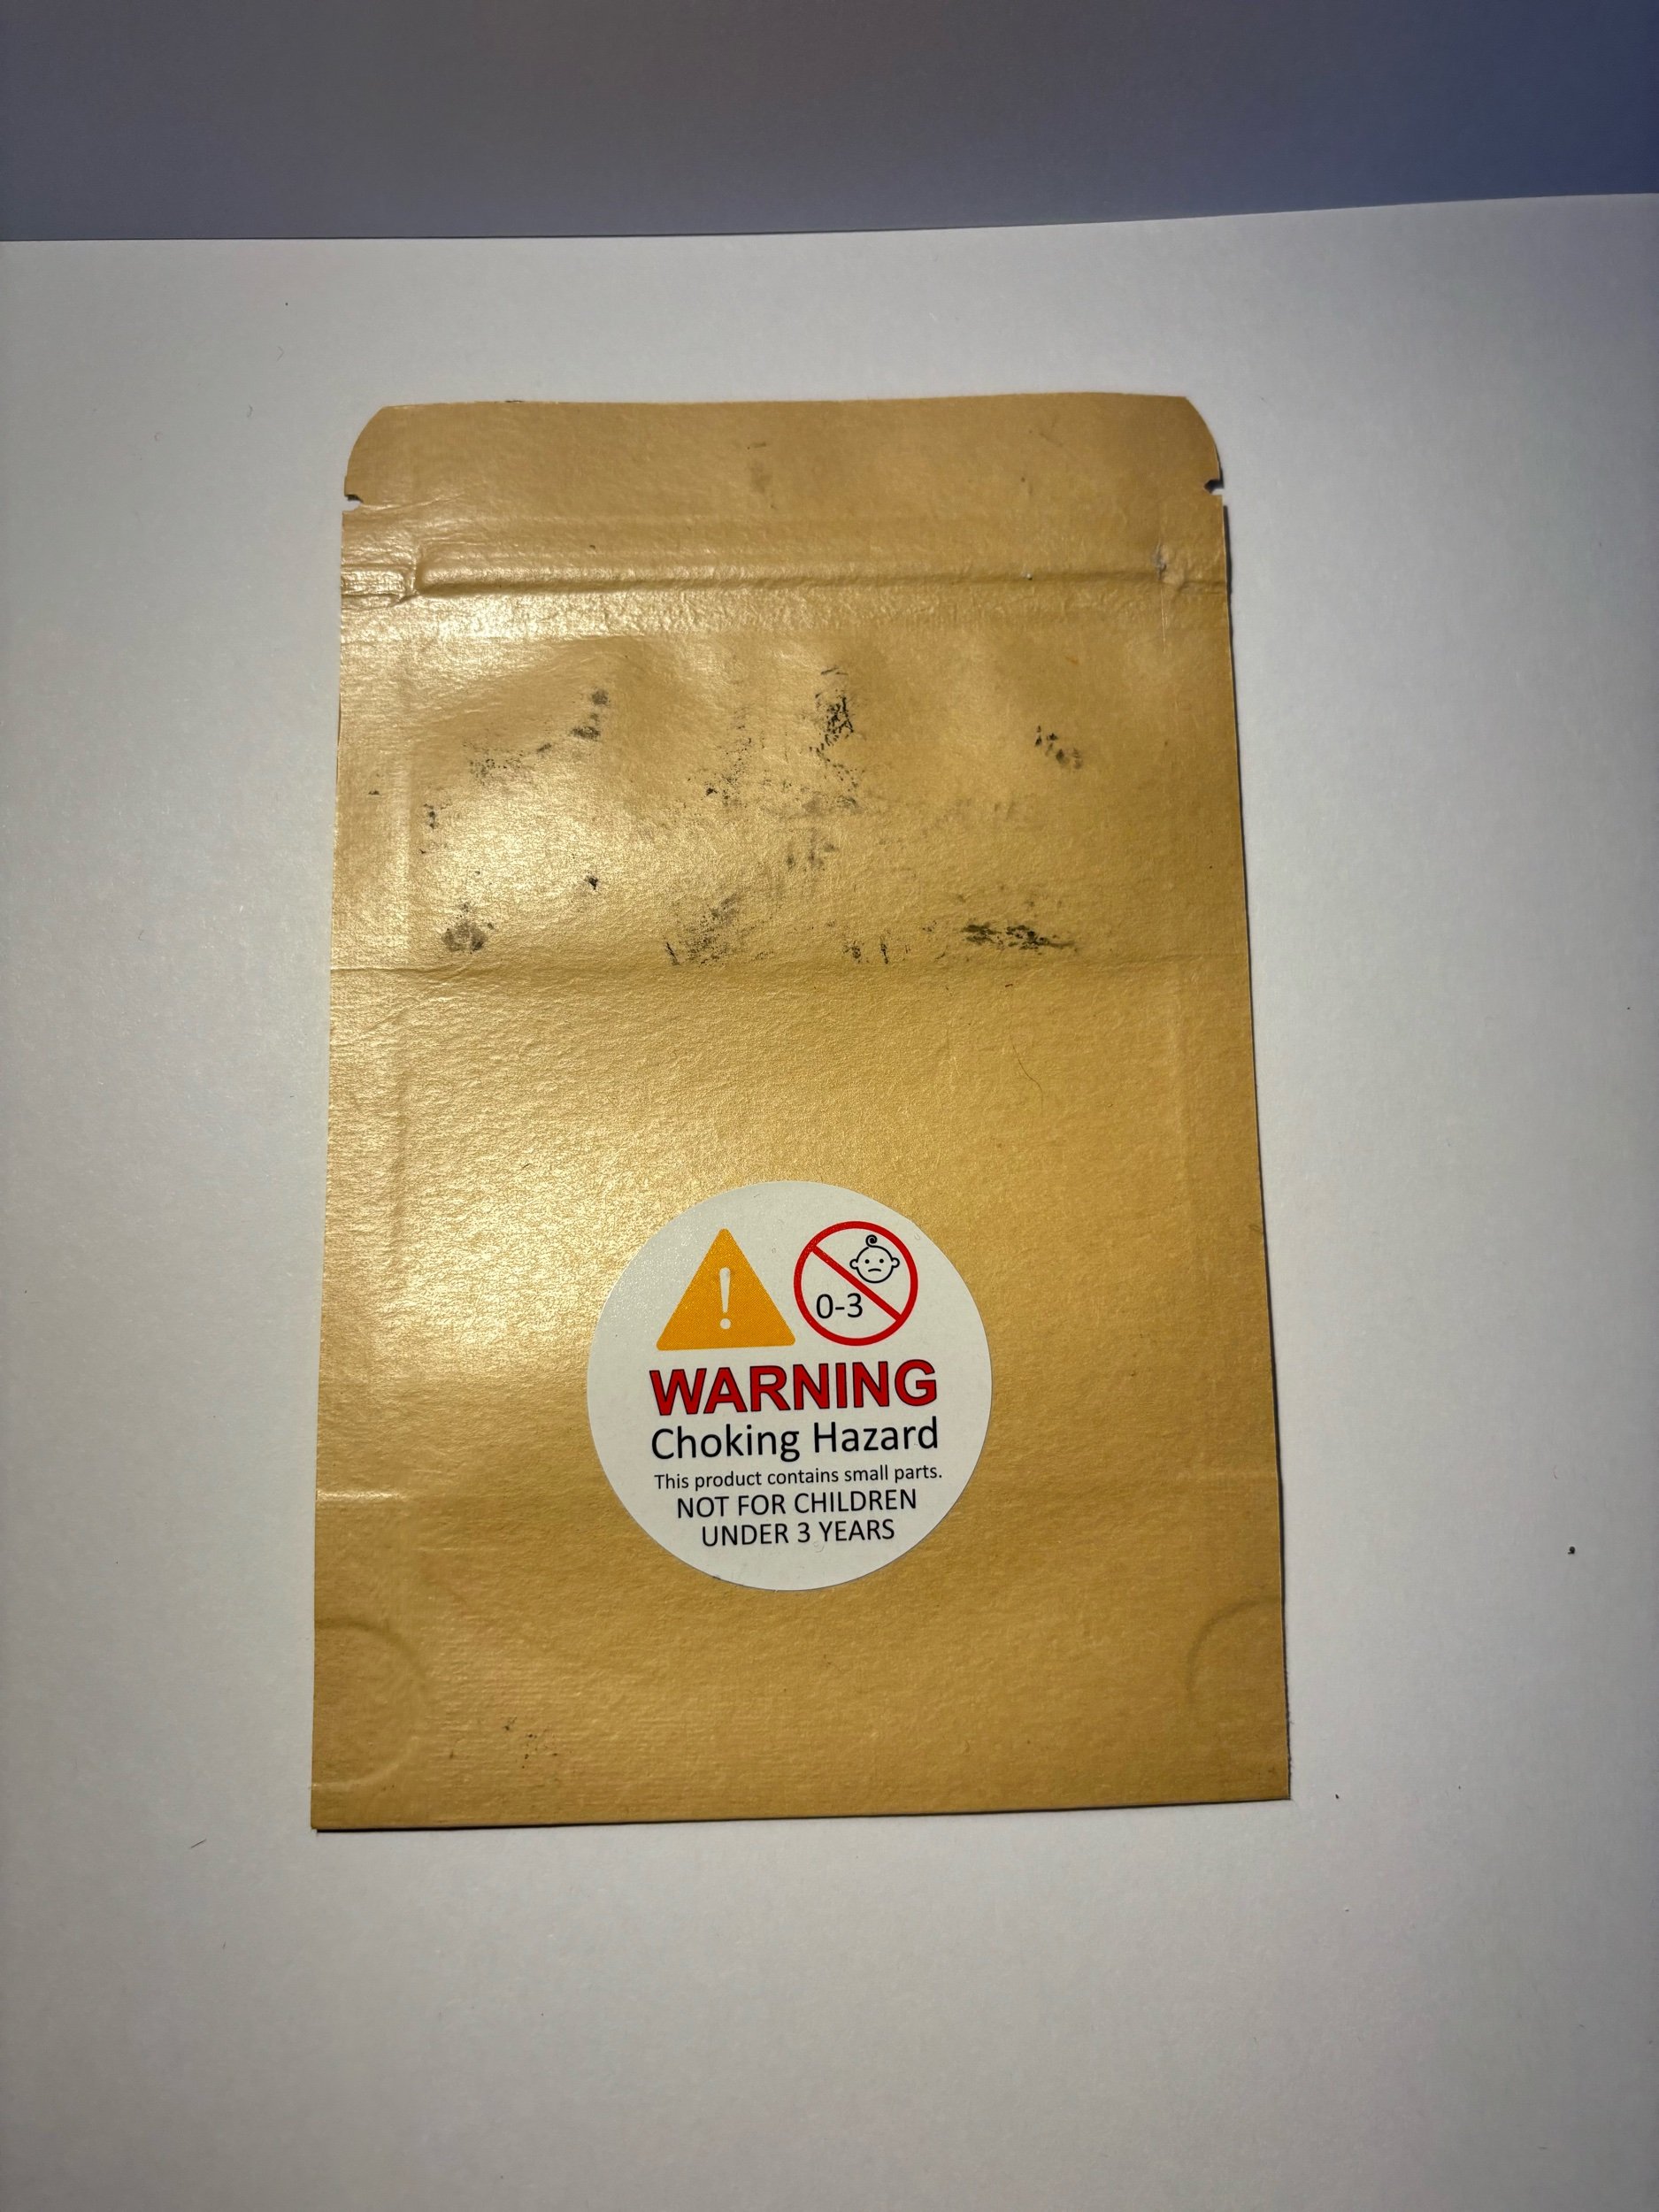 0-3
WARNING
Choking Hazard
This product contains small parts.
NOT FOR CHILDREN
UNDER 3 YEARS